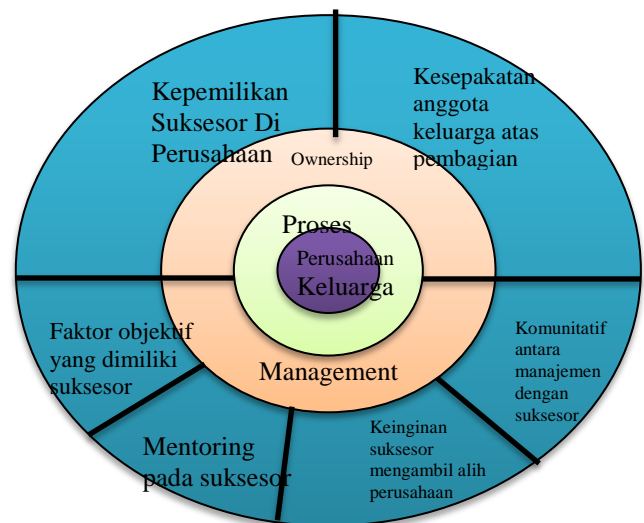 Kepemilikan
Suksesor Di
Perusahaan
Kesepakatan
anggota
keluarga atas
pembagian
Ownership
Proses
Perusahaan
Keluarga
Management
Faktor objektif
yang dimiliki
suksesor
Mentoring
pada suksesor
Keinginan
suksesor
mengambil alih
perusahaan
Komunitatif
antara
manajemen
dengan
suksesor